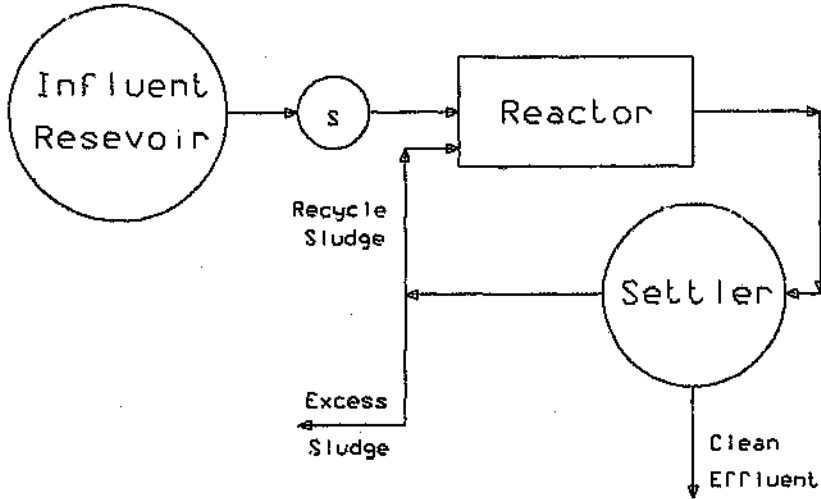 Influent
Resevoir
s
Reactor
Recycle
Sludge
Settler
Excess
Sludge
Clean
Effluent